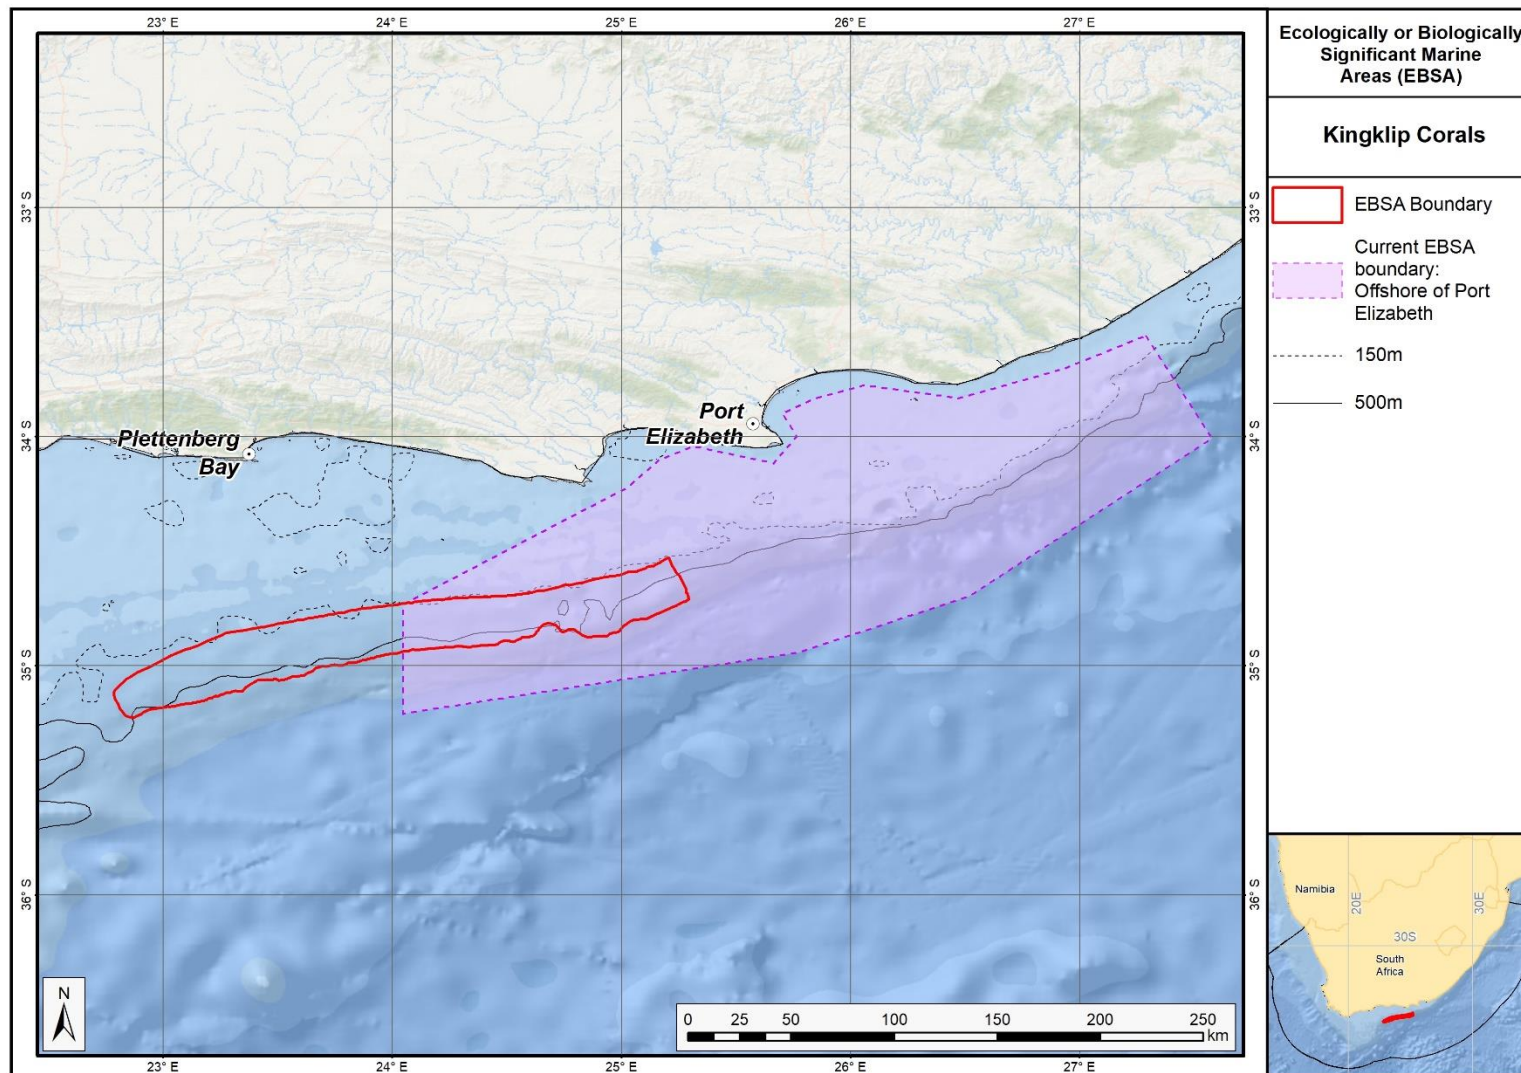 23° E
24° E
25° E
26° E
27° E
33° S
33° S
34° S
34° S
35° S
35° S
36° S
36° S
Plettenberg
Bay
Port
Elizabeth
N
0 25 50 100 150 200 250
km
23° E
24° E
25° E
26° E
27° E
Ecologically or Biologically
Significant Marine
Areas (EBSA)
Kingklip Corals
EBSA Boundary
Current EBSA
boundary:
Offshore of Port
Elizabeth
150m
500m
Namibia
20E
30E
30S
South
Africa